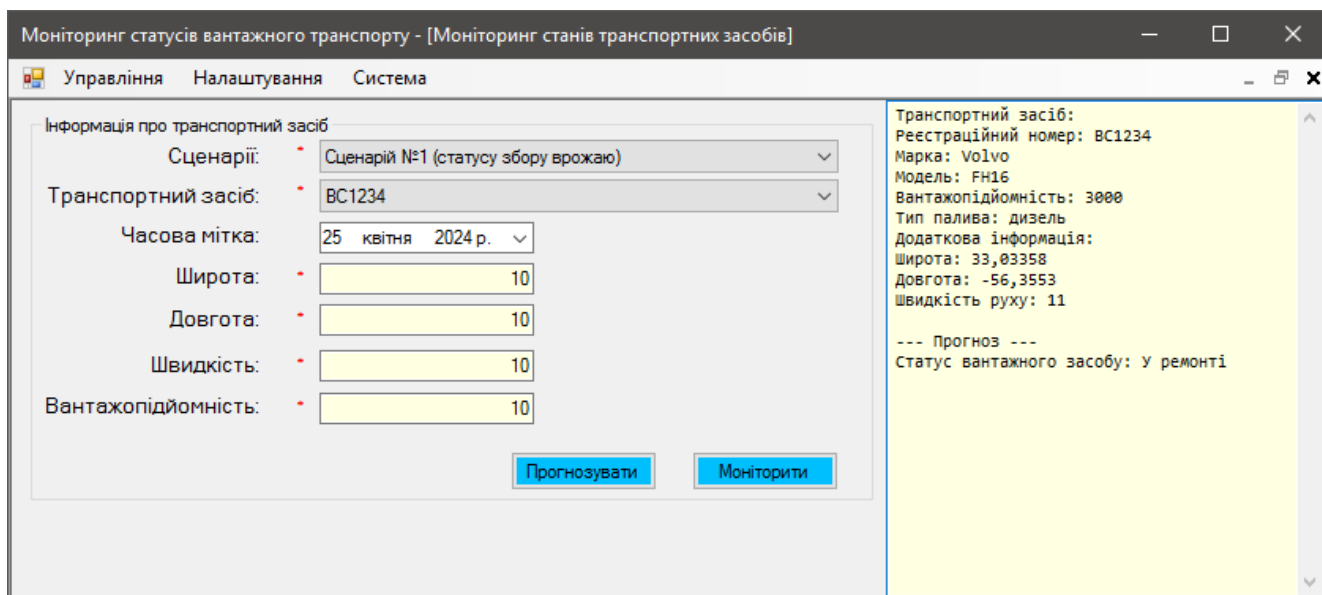 Моніторинг статусів вантажного транспорту - [Моніторинг станів транспортних засобів]
Управління Налаштування Система
Інформація про транспортний засіб
Сценарії: * Сценарій №1 (статусу збору врожаю)
Транспортний засіб: * BC1234
Часова мітка: 25 квітня 2024 р.
Широта: * 10
Довгота: * 10
Швидкість: * 10
Вантажопідйомність: * 10
Прогнозувати Моніторити
Транспортний засіб:
Реєстраційний номер: BC1234
Марка: Volvo
Модель: FH16
Вантажопідйомність: 3000
Тип палива: дизель
Додаткова інформація:
Широта: 33,03358
Довгота: -56,3553
Швидкість руху: 11
--- Прогноз ---
Статус вантажного засобу: У ремонті